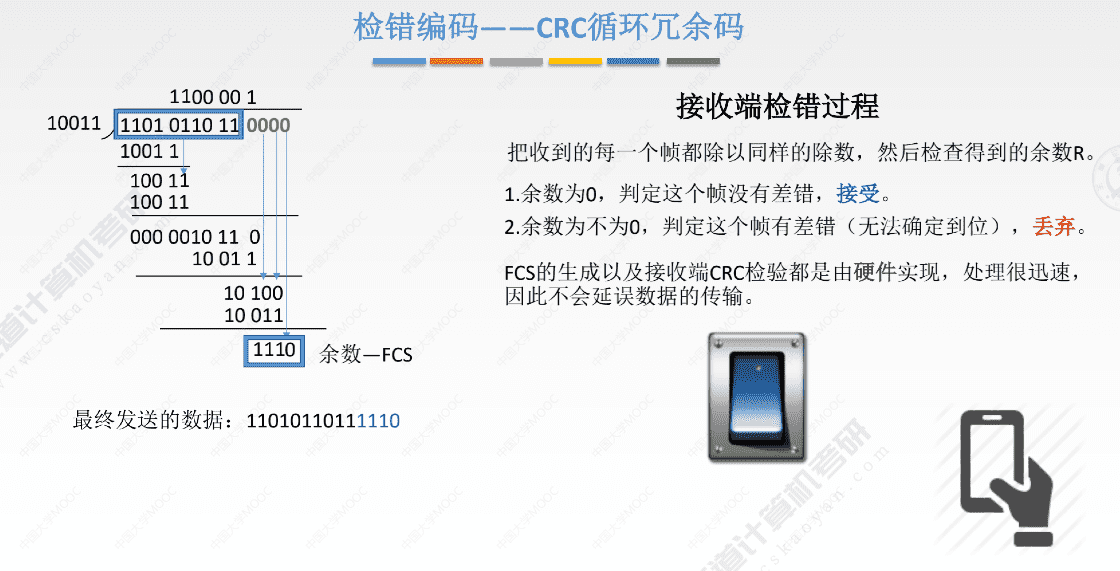 检错编码——CRC循环冗余码
1100 00 1
10011 1101 0110 11 0000
1001 1
100 11
100 11
000 0010 11 0
10 01 1
10 100
10 011
1110 余数—FCS
最终发送的数据：11010110111110
接收端检错过程
把收到的每一个帧都除以同样的除数，然后检查得到的余数R。
1.余数为0，判定这个帧没有差错，接受。
2.余数为不为0，判定这个帧有差错（无法确定到位），丢弃。
FCS的生成以及接收端CRC检验都是由硬件实现，处理很迅速，
因此不会延误数据的传输。
中国大学MOOC
道计算机考研
www.cskaoyan.com
道计算机考研
cskaoyan.com